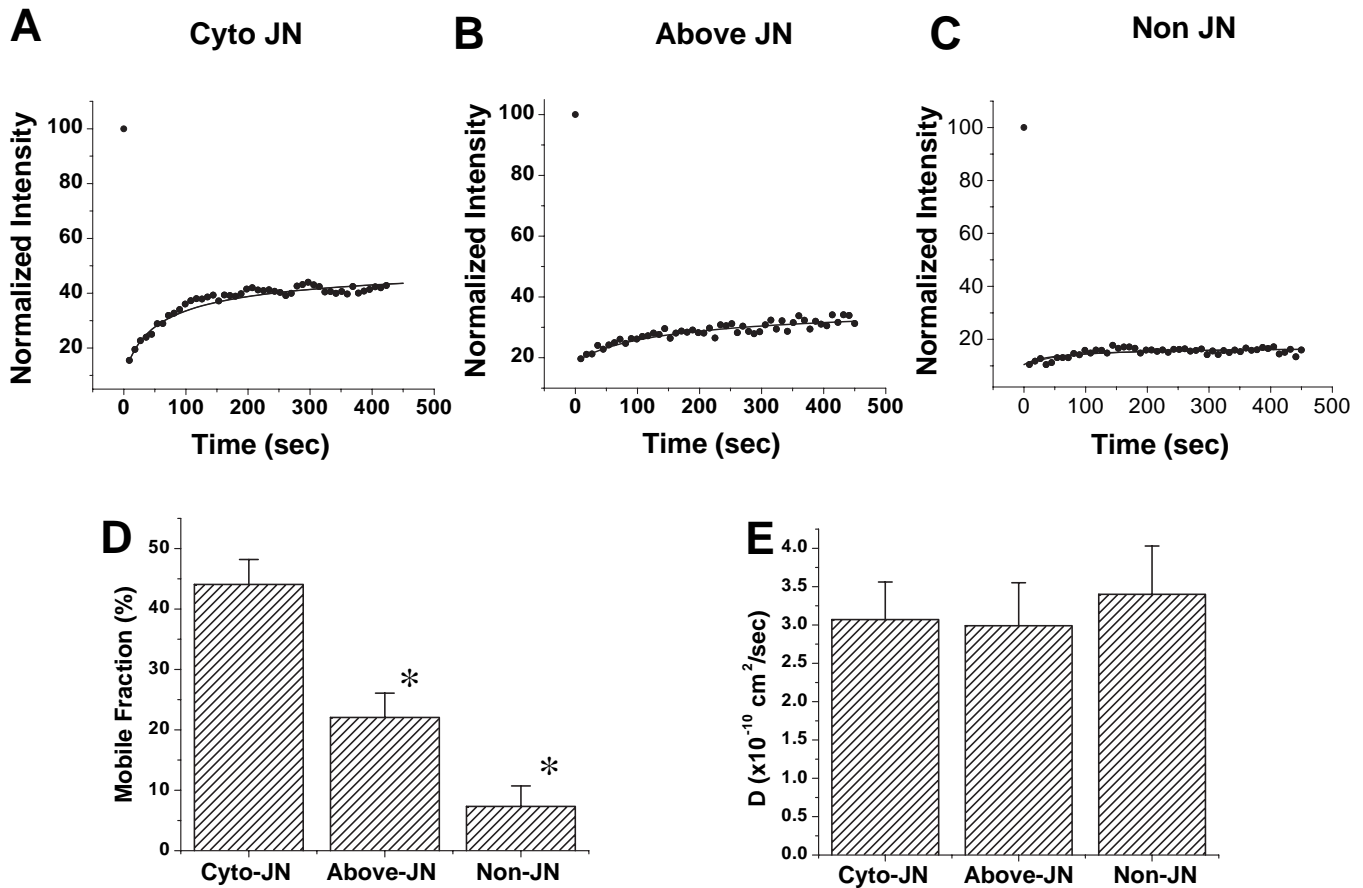 A
Cyto JN
B
Above JN
C
Non JN
Normalized Intensity
100
80
60
40
20
0
100
200
300
400
500
Time (sec)
Normalized Intensity
100
80
60
40
20
0
100
200
300
400
500
Time (sec)
Normalized Intensity
100
80
60
40
20
0
0
100
200
300
400
500
Time (sec)
D
Mobile Fraction (%)
50
40
30
20
10
0
*
*
Cyto-JN
Above-JN
Non-JN
E
D (x10⁻¹⁰ cm²/sec)
4.0
3.5
3.0
2.5
2.0
1.5
1.0
0.5
0.0
Cyto-JN
Above-JN
Non-JN